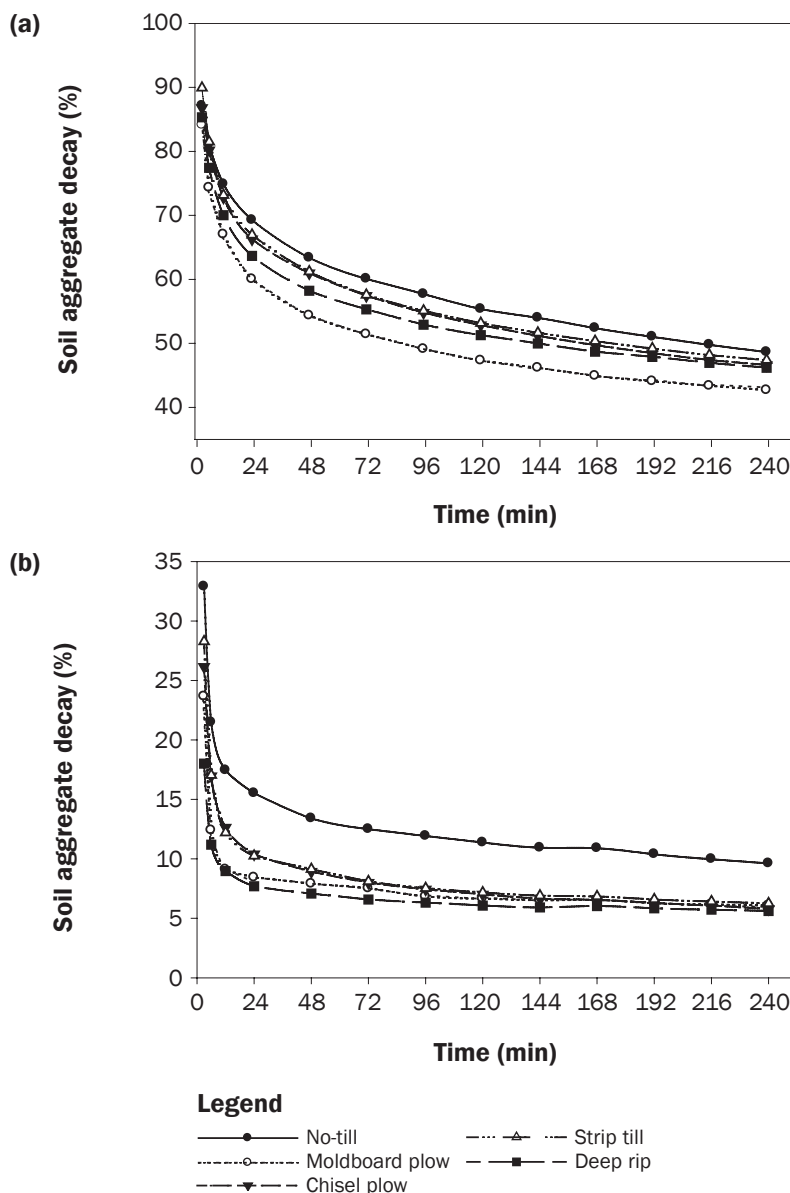 (a)
Soil aggregate decay (%)
100
90
80
70
60
50
40
0 24 48 72 96 120 144 168 192 216 240
Time (min)
(b)
Soil aggregate decay (%)
35
30
25
20
15
10
5
0
0 24 48 72 96 120 144 168 192 216 240
Time (min)
Legend
No-till Strip till
Moldboard plow Deep rip
Chisel plow